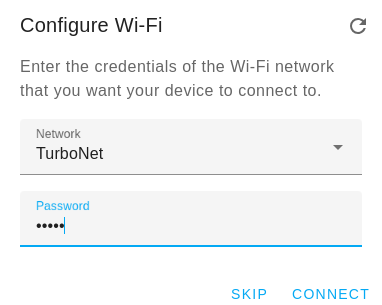 Configure Wi-Fi
Enter the credentials of the Wi-Fi network
that you want your device to connect to.
Network
TurboNet
Password
•••••
SKIP CONNECT